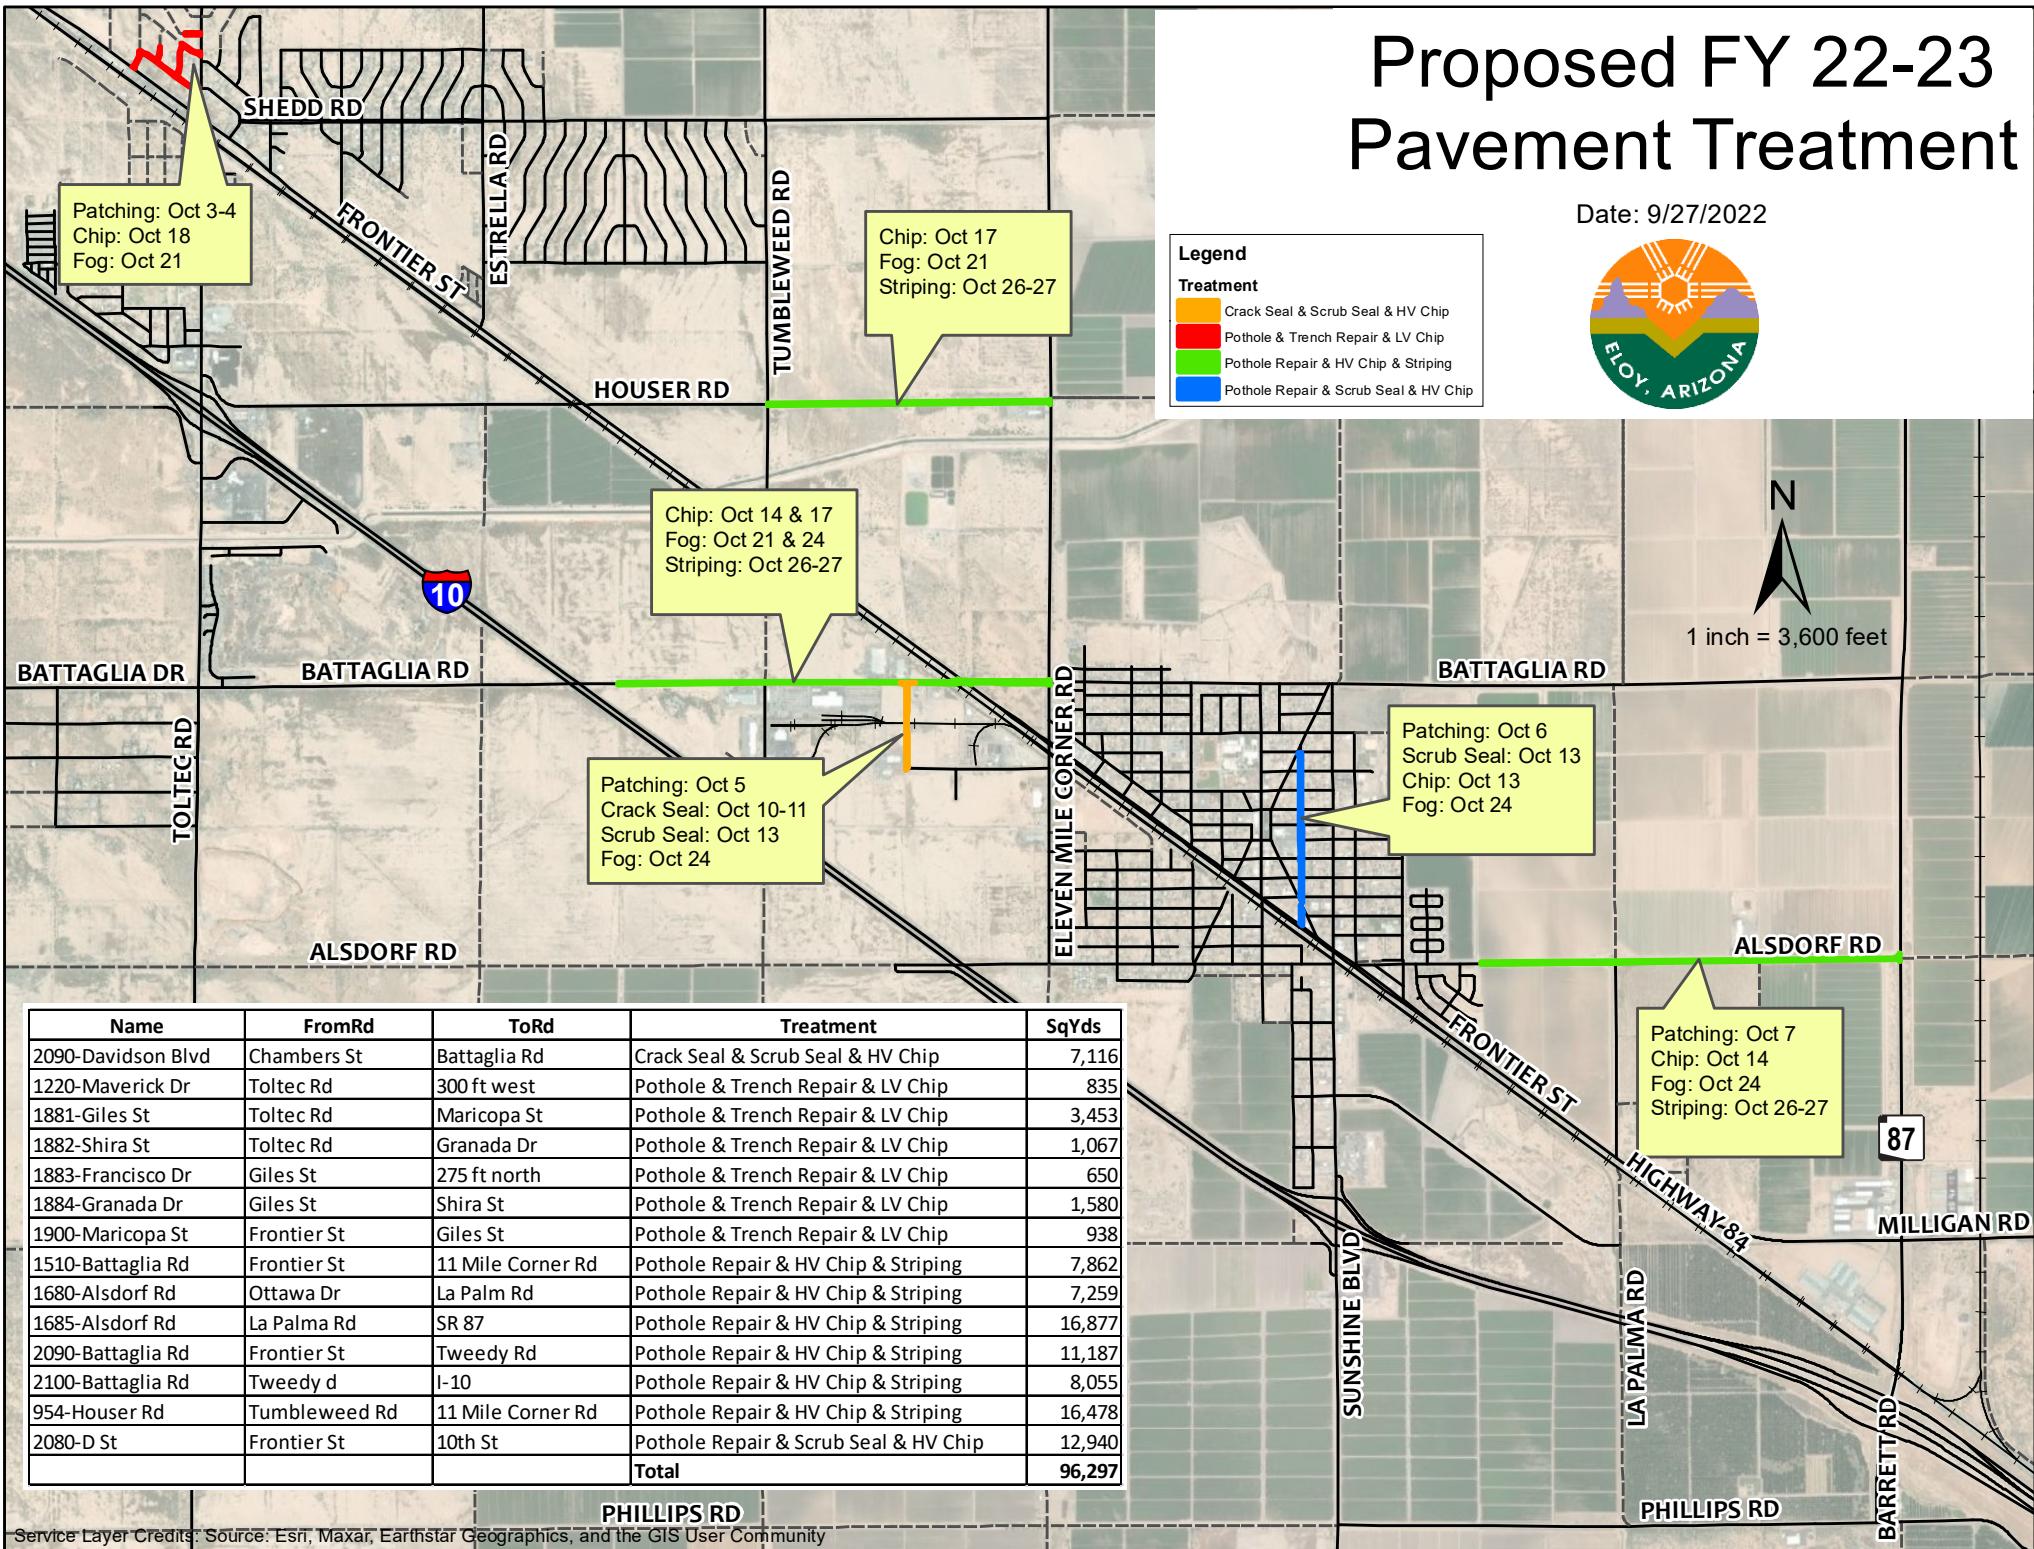 Proposed FY 22-23
Pavement Treatment
Date: 9/27/2022
Legend
Treatment
Crack Seal & Scrub Seal & HV Chip
Pothole & Trench Repair & LV Chip
Pothole Repair & HV Chip & Striping
Pothole Repair & Scrub Seal & HV Chip
ELOY, ARIZONA
N
1 inch = 3,600 feet
SHEDD RD
ESTRELLA RD
TUMBLEWEED RD
FRONTIER ST
Patching: Oct 3-4
Chip: Oct 18
Fog: Oct 21
Chip: Oct 17
Fog: Oct 21
Striping: Oct 26-27
HOUSER RD
Chip: Oct 14 & 17
Fog: Oct 21 & 24
Striping: Oct 26-27
10
BATTAGLIA DR
BATTAGLIA RD
BATTAGLIA RD
TOLTEC RD
ELEVEN MILE CORNER RD
Patching: Oct 5
Crack Seal: Oct 10-11
Scrub Seal: Oct 13
Fog: Oct 24
Patching: Oct 6
Scrub Seal: Oct 13
Chip: Oct 13
Fog: Oct 24
ALSDORF RD
ALSDORF RD
Patching: Oct 7
Chip: Oct 14
Fog: Oct 24
Striping: Oct 26-27
FRONTIER ST
87
HIGHWAY 84
MILLIGAN RD
SUNSHINE BLVD
LA PALMA RD
BARRETT RD
Name FromRd ToRd Treatment SqYds
2090-Davidson Blvd Chambers St Battaglia Rd Crack Seal & Scrub Seal & HV Chip 7,116
1220-Maverick Dr Toltec Rd 300 ft west Pothole & Trench Repair & LV Chip 835
1881-Giles St Toltec Rd Maricopa St Pothole & Trench Repair & LV Chip 3,453
1882-Shira St Toltec Rd Granada Dr Pothole & Trench Repair & LV Chip 1,067
1883-Francisco Dr Giles St 275 ft north Pothole & Trench Repair & LV Chip 650
1884-Granada Dr Giles St Shira St Pothole & Trench Repair & LV Chip 1,580
1900-Maricopa St Frontier St Giles St Pothole & Trench Repair & LV Chip 938
1510-Battaglia Rd Frontier St 11 Mile Corner Rd Pothole Repair & HV Chip & Striping 7,862
1680-Alsdorf Rd Ottawa Dr La Palm Rd Pothole Repair & HV Chip & Striping 7,259
1685-Alsdorf Rd La Palma Rd SR 87 Pothole Repair & HV Chip & Striping 16,877
2090-Battaglia Rd Frontier St Tweedy Rd Pothole Repair & HV Chip & Striping 11,187
2100-Battaglia Rd Tweedy d I-10 Pothole Repair & HV Chip & Striping 8,055
954-Houser Rd Tumbleweed Rd 11 Mile Corner Rd Pothole Repair & HV Chip & Striping 16,478
2080-D St Frontier St 10th St Pothole Repair & Scrub Seal & HV Chip 12,940
Total 96,297
PHILLIPS RD
PHILLIPS RD
Service Layer Credits: Source: Esri, Maxar, Earthstar Geographics, and the GIS User Community